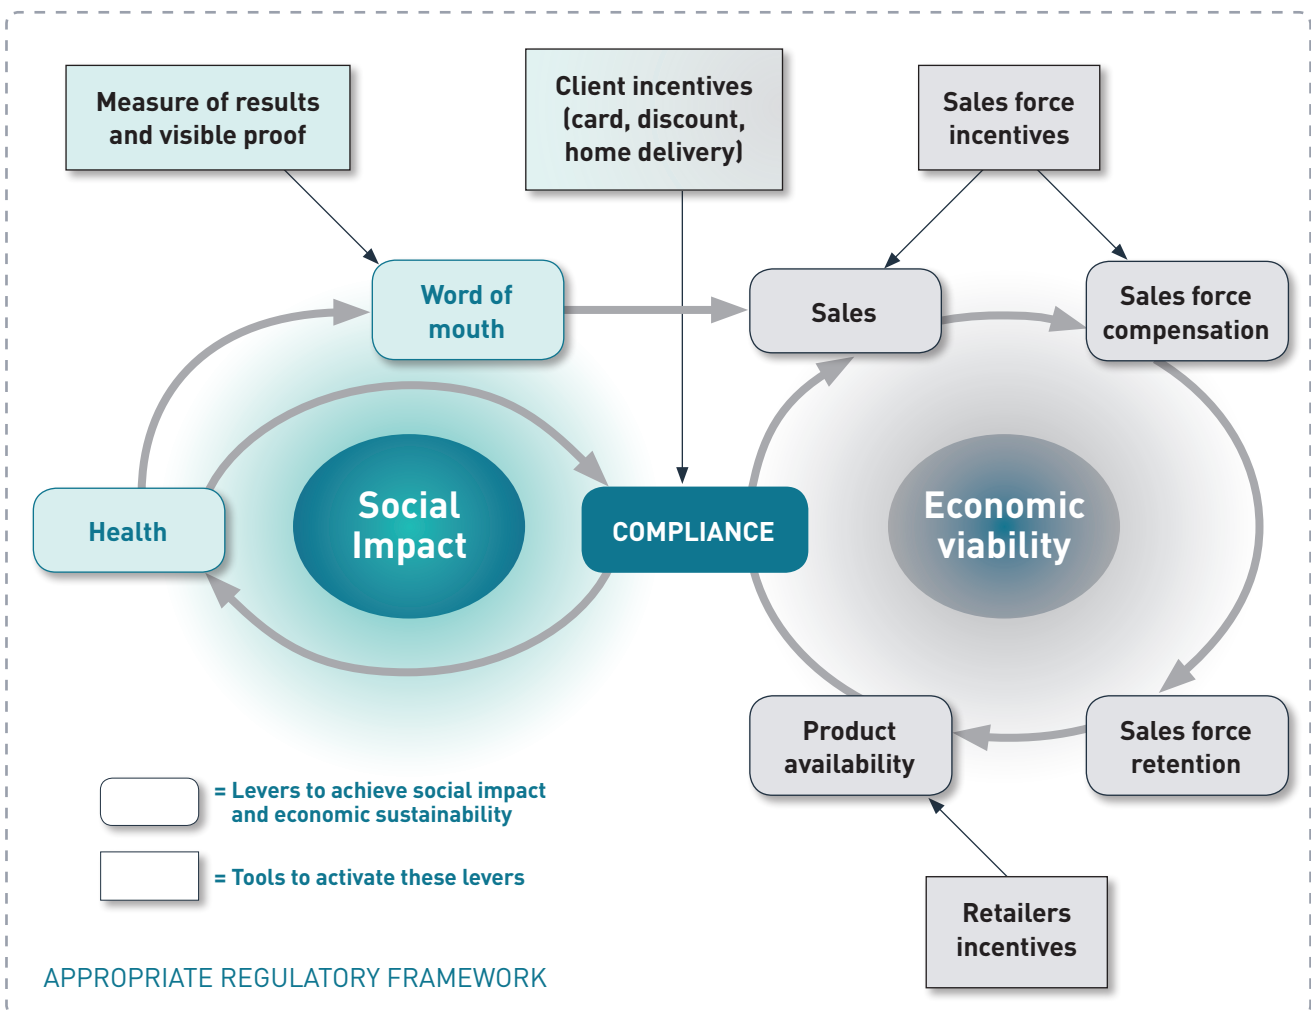 Measure of results
and visible proof
Client incentives
(card, discount,
home delivery)
Sales force
incentives
Word of
mouth
Sales
Sales force
compensation
Health
Social
Impact
COMPLIANCE
Economic
viability
Product
availability
Sales force
retention
= Levers to achieve social impact
and economic sustainability
= Tools to activate these levers
Retailers
incentives
APPROPRIATE REGULATORY FRAMEWORK